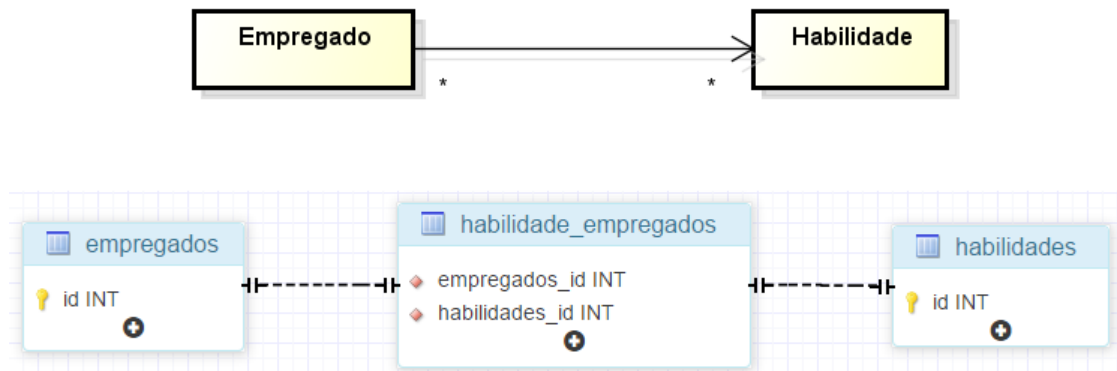 Empregado
Habilidade
*
*
empregados
id INT
habilidade_empregados
empregados_id INT
habilidades_id INT
habilidades
id INT